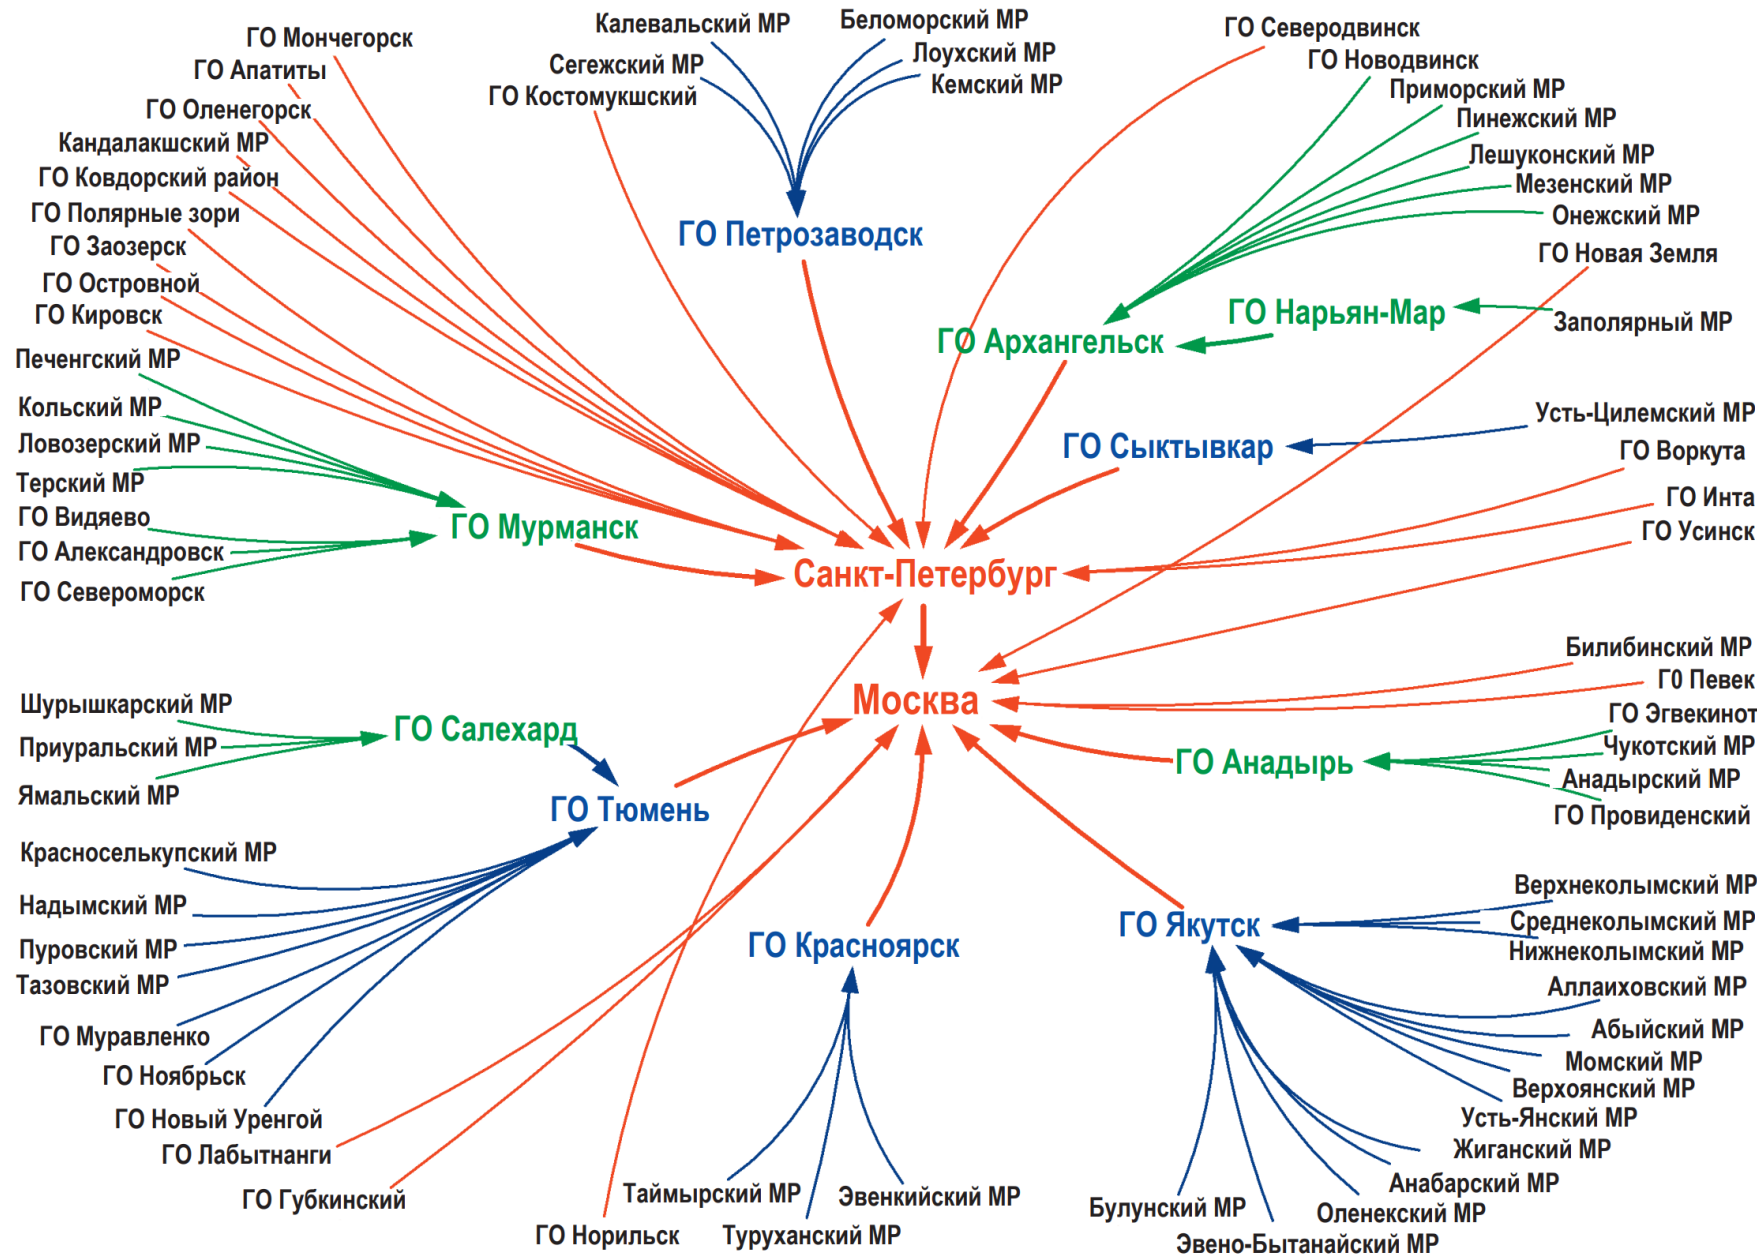 ГО Мончегорск
ГО Апатиты
ГО Оленегорск
Кандалакшский МР
ГО Ковдорский район
ГО Полярные зори
ГО Заозерск
ГО Островной
ГО Кировск
Печенгский МР
Кольский МР
Ловозерский МР
Терский МР
ГО Видяево
ГО Александровск
ГО Североморск
ГО Мурманск
Калевальский МР
Сегежский МР
ГО Костомукшский
Беломорский МР
Лоухский МР
Кемский МР
ГО Петрозаводск
ГО Северодвинск
ГО Новодвинск
Приморский МР
Пинежский МР
Лешуконский МР
Мезенский МР
Онежский МР
ГО Новая Земля
ГО Нарьян-Мар
Заполярный МР
ГО Архангельск
Усть-Цилемский МР
ГО Сыктывкар
ГО Воркута
ГО Инта
ГО Усинск
Санкт-Петербург
Москва
Билибинский МР
Г0 Певек
ГО Эгвекинот
Чукотский МР
Анадырский МР
ГО Провиденский
ГО Анадырь
Шурышкарский МР
Приуральский МР
Ямальский МР
ГО Салехард
ГО Тюмень
Красноселькупский МР
Надымский МР
Пуровский МР
Тазовский МР
ГО Муравленко
ГО Ноябрьск
ГО Новый Уренгой
ГО Лабытнанги
ГО Губкинский
ГО Норильск
ГО Красноярск
Таймырский МР
Туруханский МР
Эвенкийский МР
ГО Якутск
Верхнеколымский МР
Среднеколымский МР
Нижнеколымский МР
Аллаиховский МР
Абыйский МР
Момский МР
Верхоянский МР
Усть-Янский МР
Жиганский МР
Анабарский МР
Оленекский МР
Булунский МР
Эвено-Бытанайский МР